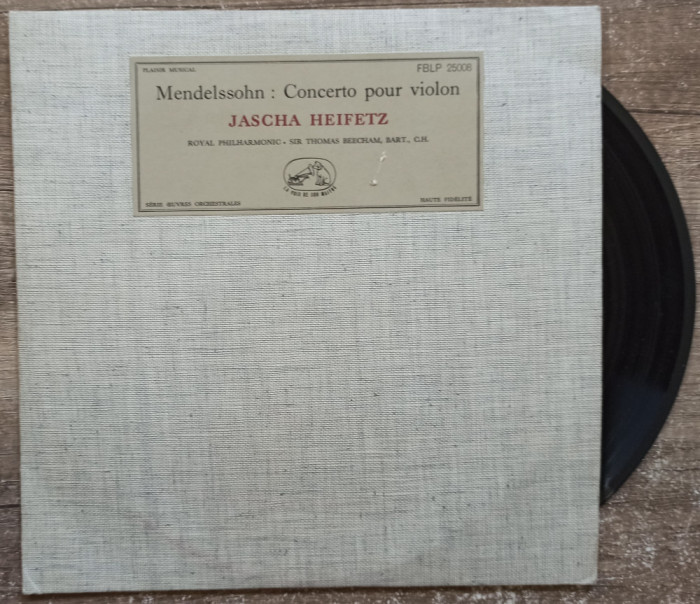 PLAISIR MUSICAL
FBLP 25008
Mendelssohn : Concerto pour violon
JASCHA HEIFETZ
ROYAL PHILHARMONIC - SIR THOMAS BEECHAM, BART., C.H.
LA VOIX DE SON MAITRE
SÉRIE ŒUVRES ORCHESTRALES
HAUTE FIDÉLITÉ